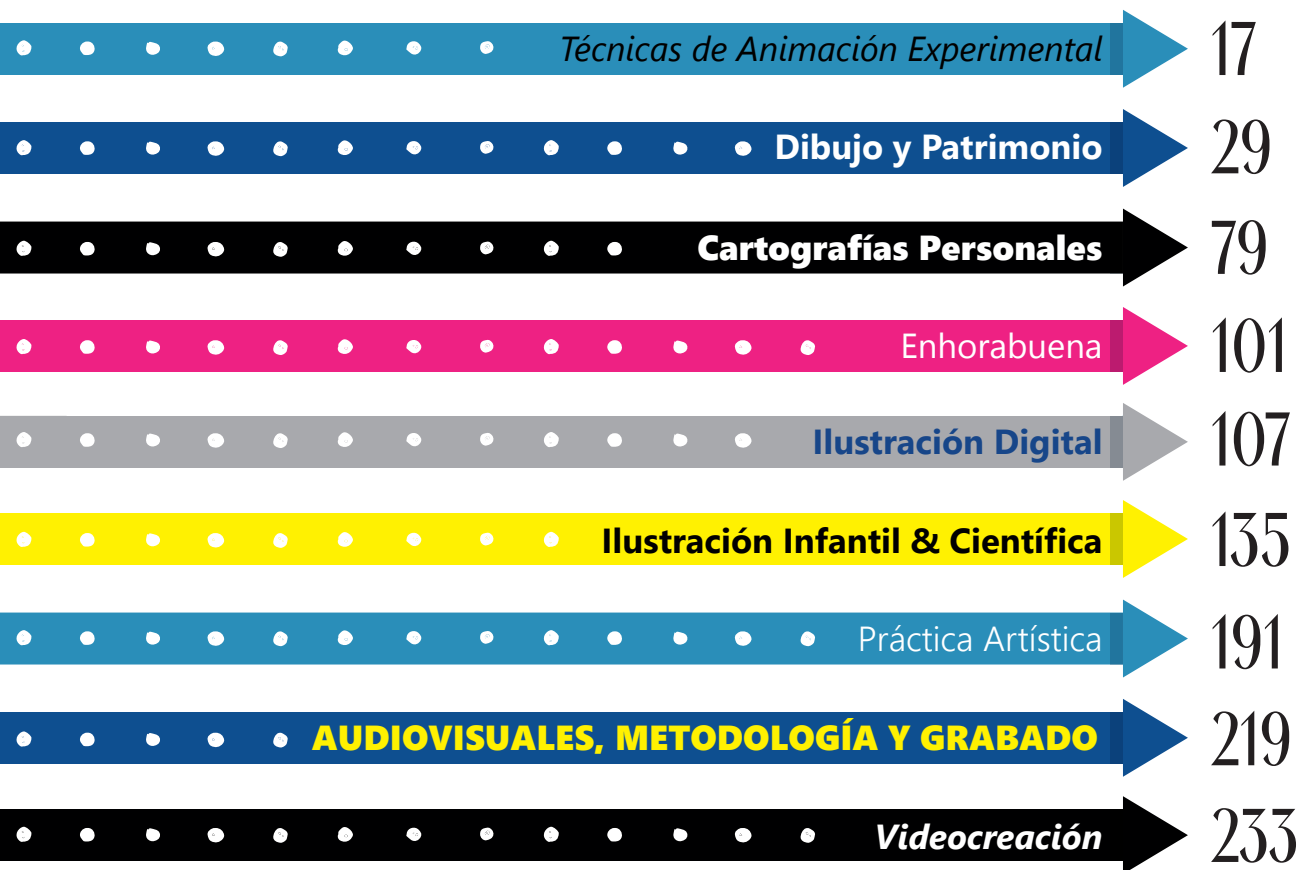 Técnicas de Animación Experimental 17
Dibujo y Patrimonio 29
Cartografías Personales 79
Enhorabuena 101
Ilustración Digital 107
Ilustración Infantil & Científica 135
Práctica Artística 191
AUDIOVISUALES, METODOLOGÍA Y GRABADO 219
Videocreación 233